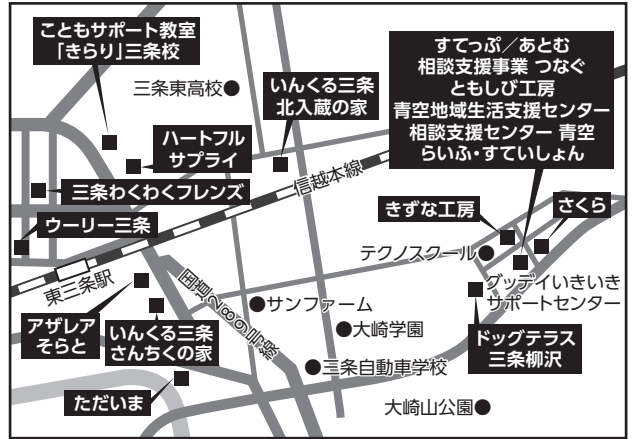 こともサポート教室
「きらり」三条校
三条東高校●
いんくる三条
北入蔵の家
すてっぷ／あとむ
相談支援事業 つなぐ
ともしび工房
青空地域生活支援センター
相談支援センター 青空
らいふ・すていしょん
ハートフル
サプライ
三条わくわくフレンズ
信越本線
ウーリー三条
きずな工房
さくら
テクノスクール●
東三条駅
国道289号線
グッデイいきいき
サポートセンター
●サンファーム
アザレア
そらと
いんくる三条
さんちくの家
●大崎学園
ドッグテラス
三条柳沢
●三条自動車学校
ただいま
大崎山公園●